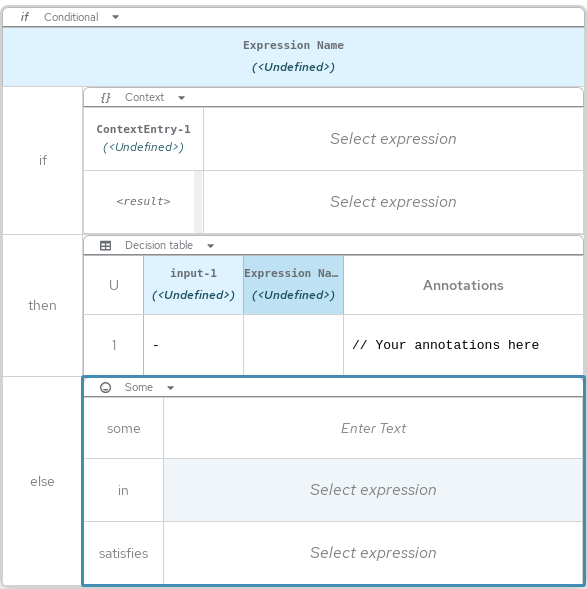 if Conditional
Expression Name
(<Undefined>)
if
{} Context
ContextEntry-1
(<Undefined>)
Select expression
<result>
Select expression
then
Decision table
U
input-1
(<Undefined>)
Expression Na…
(<Undefined>)
Annotations
1
-
// Your annotations here
else
Some
some
Enter Text
in
Select expression
satisfies
Select expression